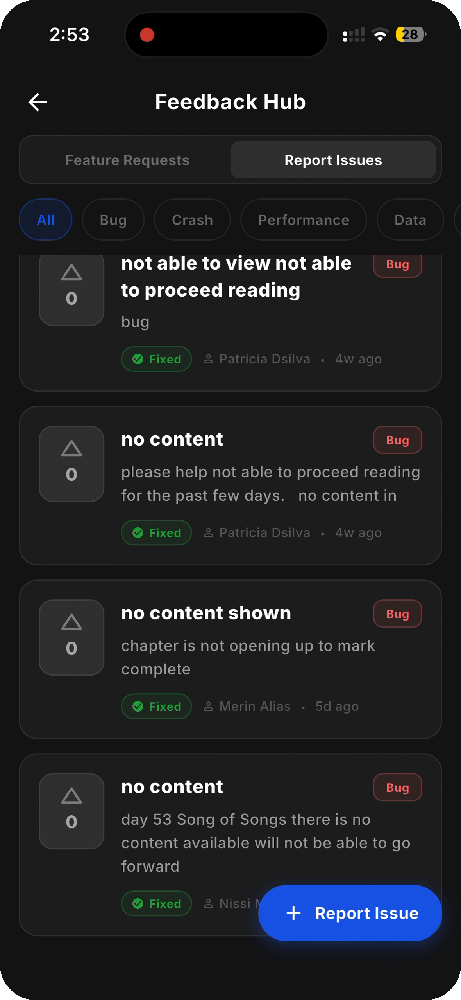 2:53
28
Feedback Hub
Feature Requests
Report Issues
All
Bug
Crash
Performance
Data
not able to view not able
to proceed reading
Bug
0
bug
Fixed
Patricia Dsilva • 4w ago
no content
Bug
0
please help not able to proceed reading
for the past few days.   no content in
Fixed
Patricia Dsilva • 4w ago
no content shown
Bug
0
chapter is not opening up to mark
complete
Fixed
Merin Alias • 5d ago
no content
Bug
0
day 53 Song of Songs there is no
content available will not be able to go
forward
Fixed
Nissi
+ Report Issue